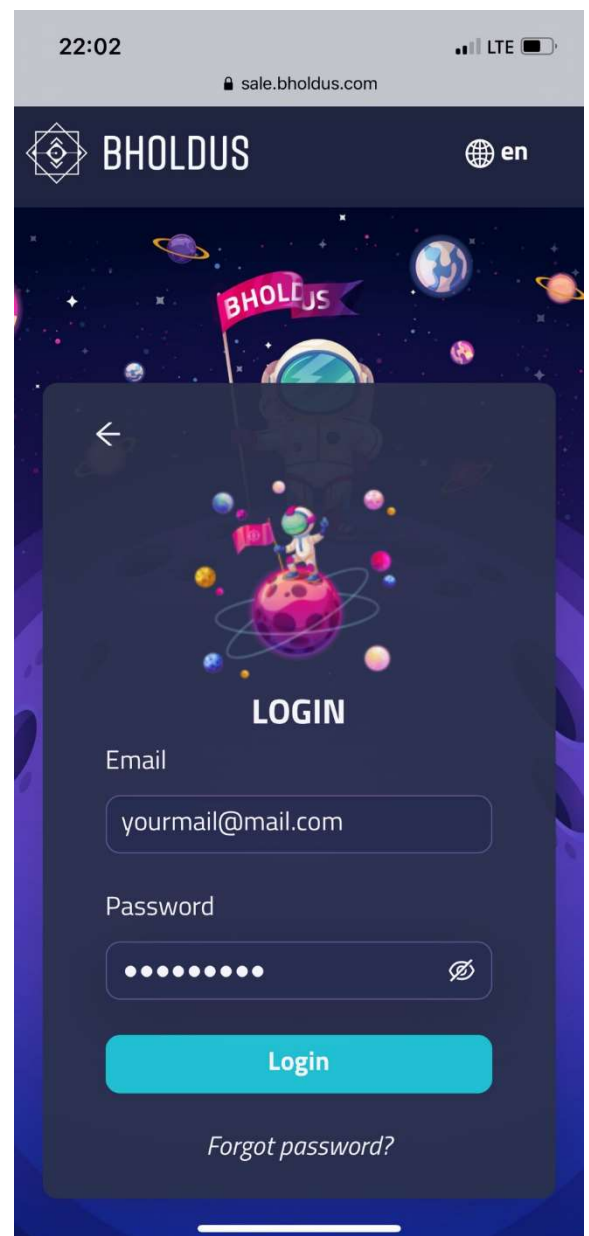 22:02 LTE
sale.bholdus.com
BHOLDUS en
BHOLDUS
LOGIN
Email
yourmail@mail.com
Password
•••••••••
Login
Forgot password?